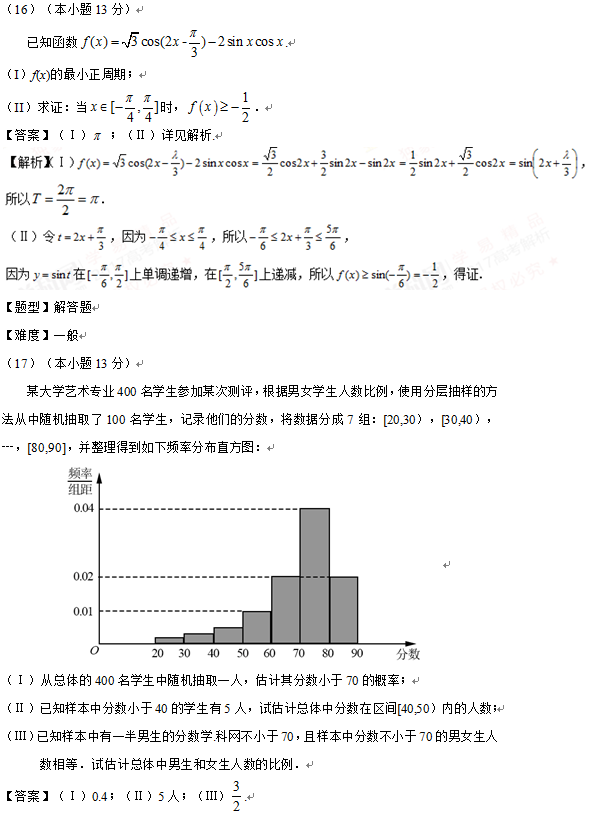 (16)（本小题 13 分）
已知函数 f(x)=√3cos(2x-π/3)-2sin x cos x.
(I) f(x)的最小正周期；
(II) 求证：当 x∈[-π/4,π/4]时，f(x)≥-1/2．
【答案】（Ⅰ）π ；（Ⅱ）详见解析.
【解析】（Ⅰ）f(x)=√3cos(2x-π/3)-2sinxcosx=√3/2cos2x+3/2sin2x-sin2x=1/2sin2x+√3/2cos2x=sin(2x+π/3)，
所以T=2π/2=π．
（Ⅱ）令t=2x+π/3，因为-π/4≤x≤π/4，所以-π/6≤2x+π/3≤5π/6，
因为y=sint在[-π/6,π/2]上单调递增，在[π/2,5π/6]上递减，所以f(x)≥sin(-π/6)=-1/2，得证．
【题型】解答题
【难度】一般
（17）（本小题 13 分）
某大学艺术专业 400 名学生参加某次测评，根据男女学生人数比例，使用分层抽样的方
法从中随机抽取了 100 名学生，记录他们的分数，将数据分成 7 组：[20,30），[30,40），
┄，[80,90]，并整理得到如下频率分布直方图：
频率
组距
0.04
0.02
0.01
O 20 30 40 50 60 70 80 90 分数
（Ⅰ）从总体的 400 名学生中随机抽取一人，估计其分数小于 70 的概率；
（Ⅱ）已知样本中分数小于 40 的学生有 5 人，试估计总体中分数在区间[40,50）内的人数；
（Ⅲ）已知样本中有一半男生的分数学.科网不小于 70，且样本中分数不小于 70 的男女生人
数相等．试估计总体中男生和女生人数的比例．
【答案】（Ⅰ）0.4；（Ⅱ）5 人；（Ⅲ）3/2.